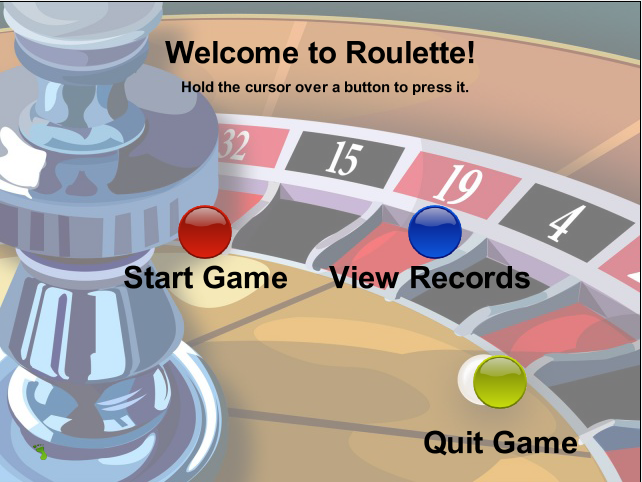 Welcome to Roulette!
Hold the cursor over a button to press it.
32
15
19
4
Start Game
View Records
Quit Game